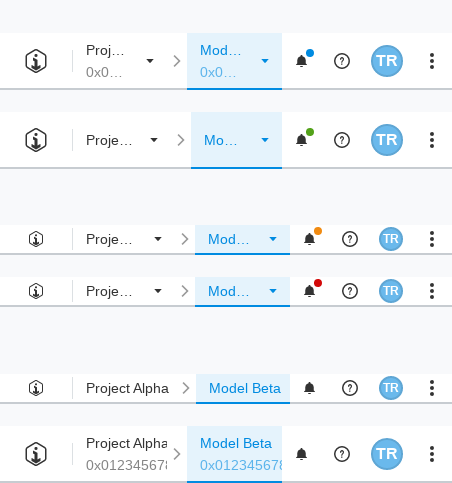 Proj… Mod… TR
0x0… 0x0…
Proje… Mo… TR
Proje… Mod… TR
Proje… Mod… TR
Project Alpha Model Beta TR
Project Alpha Model Beta TR
0x012345678 0x012345678